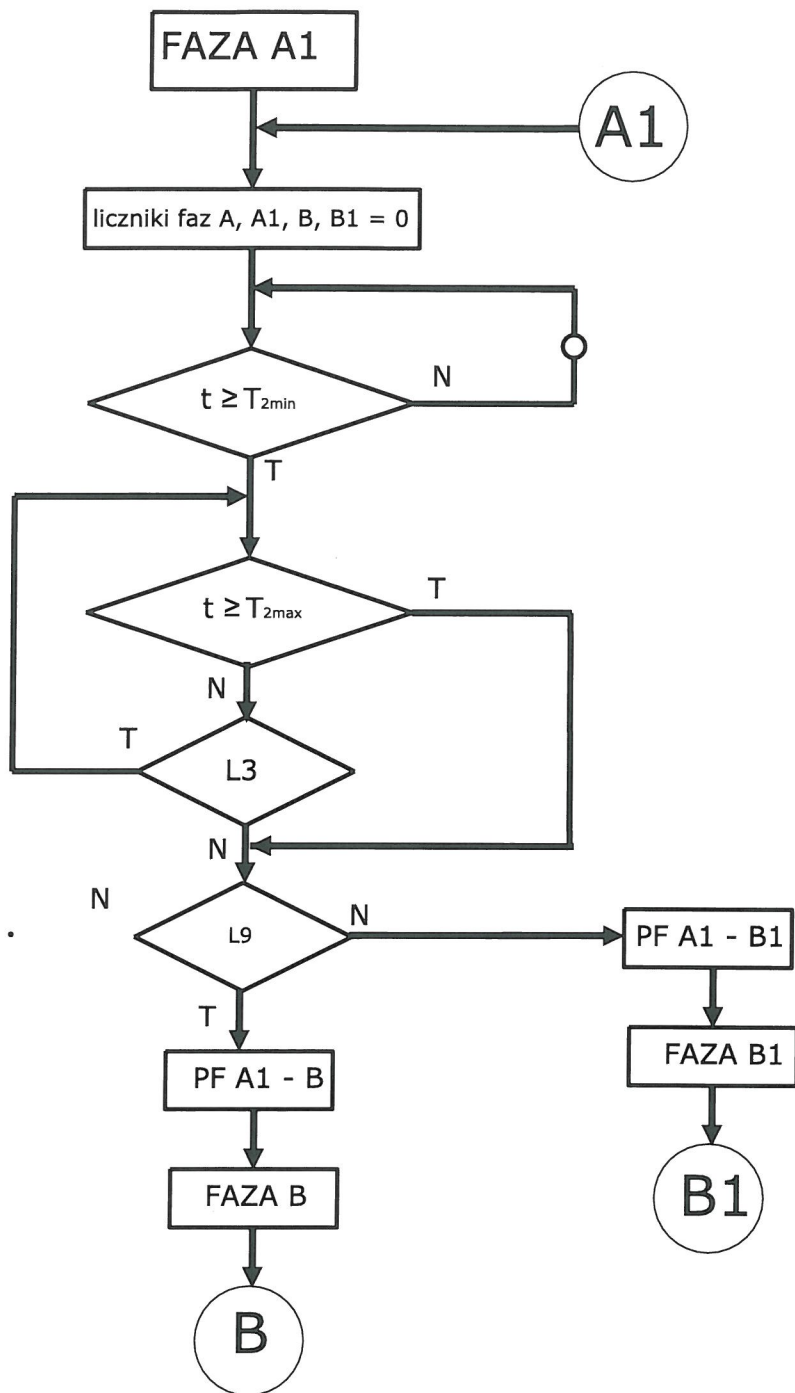 FAZA A1
A1
liczniki faz A, A1, B, B1 = 0
t ≥ T2min
N
T
t ≥ T2max
T
N
T
L3
N
N
L9
N
PF A1 - B1
T
FAZA B1
PF A1 - B
B1
FAZA B
B